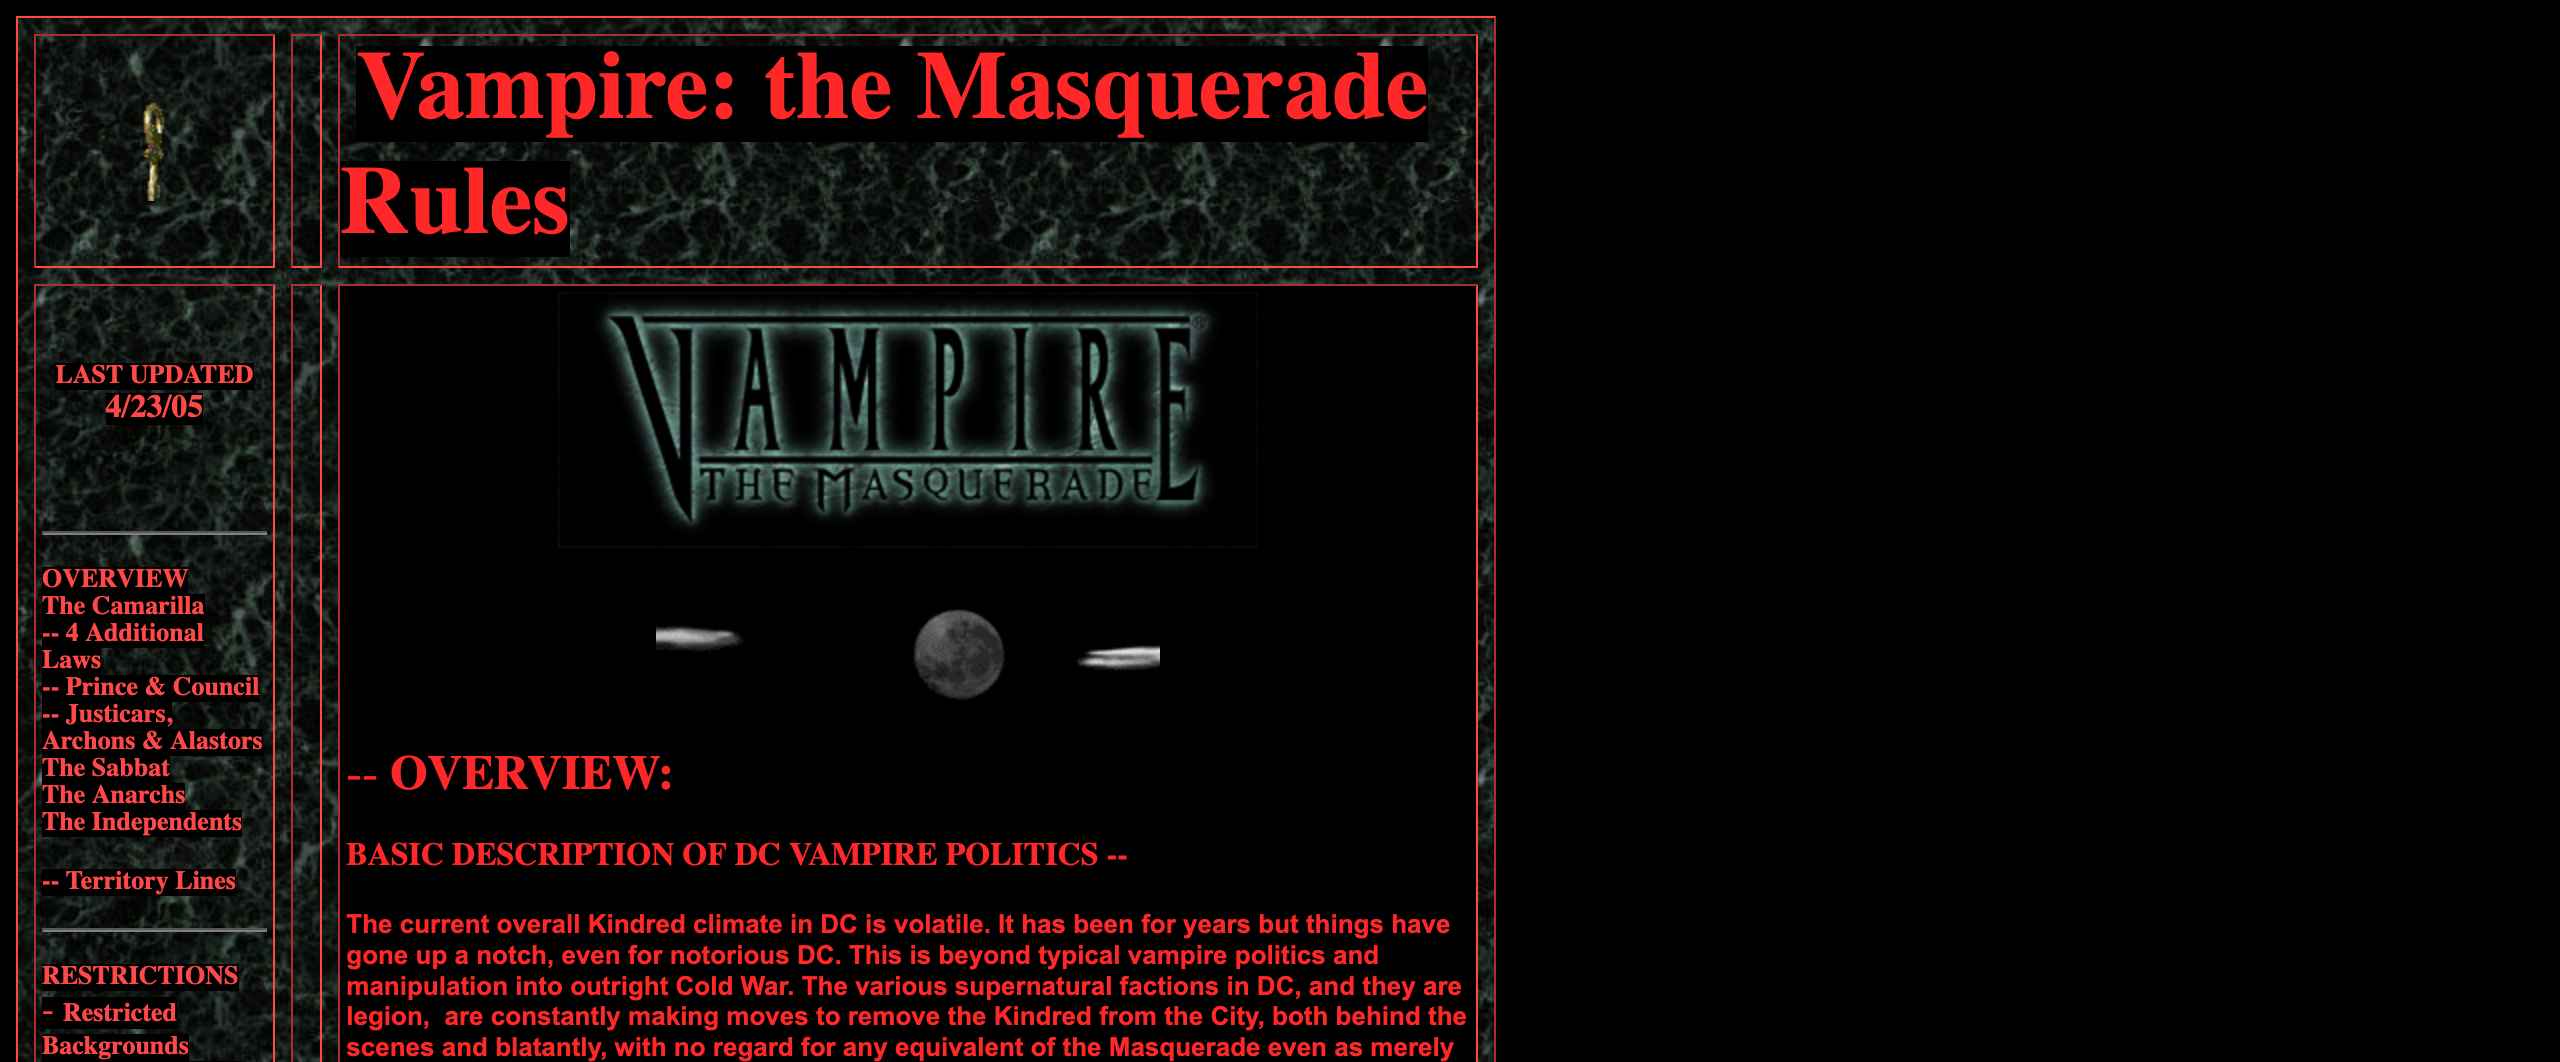 Vampire: the Masquerade
Rules
LAST UPDATED
4/23/05
OVERVIEW
The Camarilla
-- 4 Additional
Laws
-- Prince & Council
-- Justicars,
Archons & Alastors
The Sabbat
The Anarchs
The Independents
-- Territory Lines
RESTRICTIONS
- Restricted
Backgrounds
VAMPIRE®
THE MASQUERADE
-- OVERVIEW:
BASIC DESCRIPTION OF DC VAMPIRE POLITICS --
The current overall Kindred climate in DC is volatile. It has been for years but things have
gone up a notch, even for notorious DC. This is beyond typical vampire politics and
manipulation into outright Cold War. The various supernatural factions in DC, and they are
legion,  are constantly making moves to remove the Kindred from the City, both behind the
scenes and blatantly, with no regard for any equivalent of the Masquerade even as merely